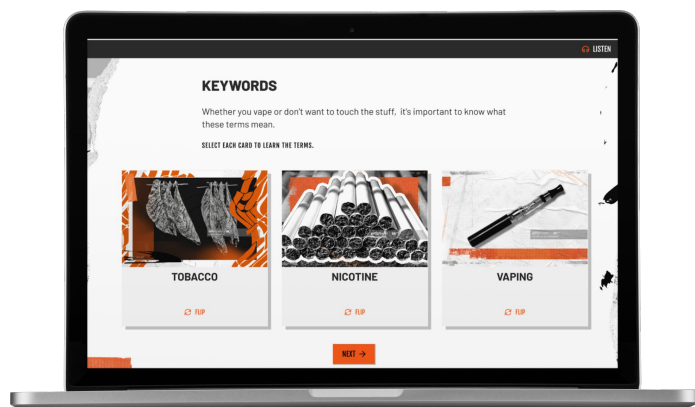 LISTEN
KEYWORDS
Whether you vape or don't want to touch the stuff, it's important to know what
these terms mean.
SELECT EACH CARD TO LEARN THE TERMS.
TOBACCO
NICOTINE
VAPING
FLIP
FLIP
FLIP
NEXT →